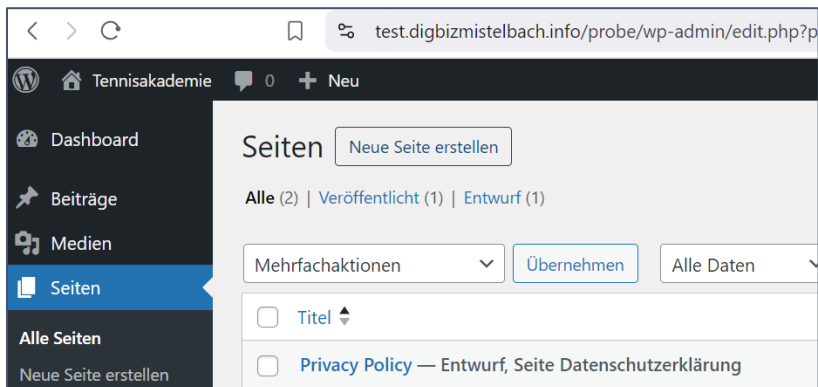 test.digbizmistelbach.info/probe/wp-admin/edit.php?p
Tennisakademie 0 + Neu
Dashboard
Beiträge
Medien
Seiten
Alle Seiten
Neue Seite erstellen
Seiten Neue Seite erstellen
Alle (2) | Veröffentlicht (1) | Entwurf (1)
Mehrfachaktionen Übernehmen Alle Daten
Titel
Privacy Policy — Entwurf, Seite Datenschutzerklärung